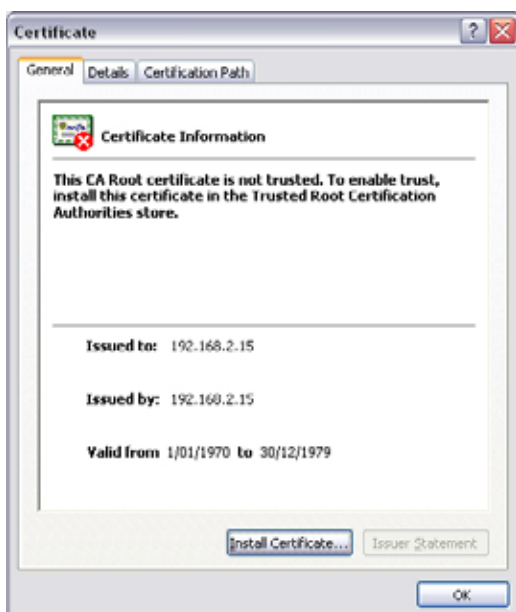 Certificate
General Details Certification Path
Certificate Information
This CA Root certificate is not trusted. To enable trust,
install this certificate in the Trusted Root Certification
Authorities store.
Issued to: 192.168.2.15
Issued by: 192.168.2.15
Valid from 1/01/1970 to 30/12/1979
Install Certificate... Issuer Statement
OK